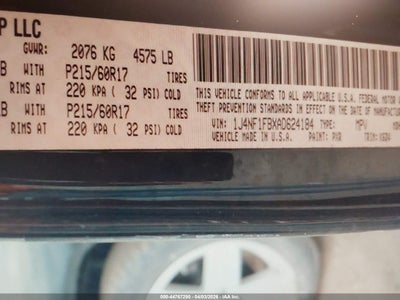 P LLC
GVWR: 2076 KG 4575 LB
WITH P215/60R17 TIRES
RIMS AT 220 KPA ( 32 PSI) COLD
WITH P215/60R17 TIRES
RIMS AT 220 KPA ( 32 PSI) COLD
THIS VEHICLE CONFORMS TO ALL APPLICABLE U.S.A. FEDERAL MOTOR
THEFT PREVENTION STANDARDS IN EFFECT ON THE DATE OF
VIN: 1J4NF1FBXAD624184 TYPE: MPV
VEHICLE MADE IN U.S.A. PAINT: PXR TRIM:
STOCK #: 44767290 - 04/03/2026 - IAA INC.